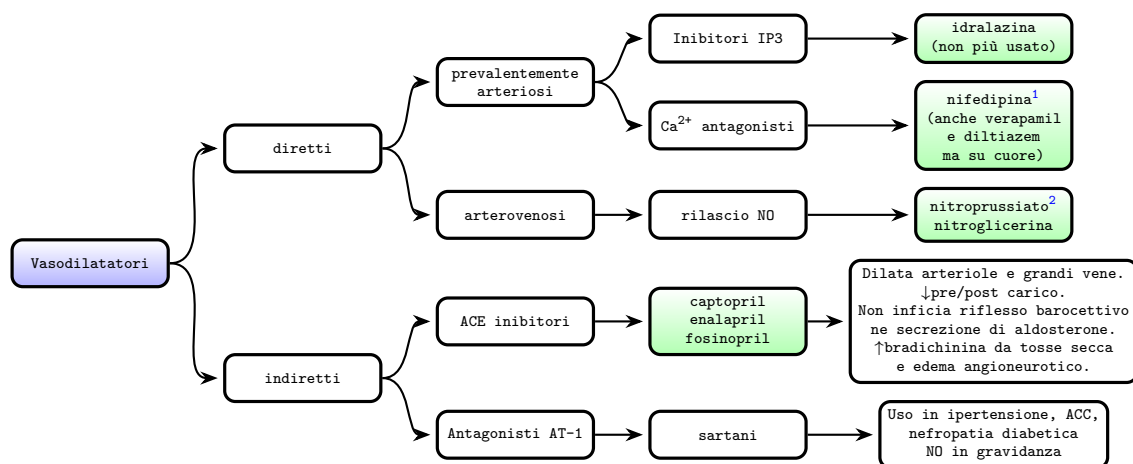 Vasodilatatori
diretti
prevalentemente
arteriosi
Inibitori IP3
idralazina
(non più usato)
Ca²⁺ antagonisti
nifedipina¹
(anche verapamil
e diltiazem
ma su cuore)
arterovenosi
rilascio NO
nitroprussiato²
nitroglicerina
indiretti
ACE inibitori
captopril
enalapril
fosinopril
Dilata arteriole e grandi vene.
↓pre/post carico.
Non inficia riflesso barocettivo
ne secrezione di aldosterone.
↑bradichinina da tosse secca
e edema angioneurotico.
Antagonisti AT-1
sartani
Uso in ipertensione, ACC,
nefropatia diabetica
NO in gravidanza